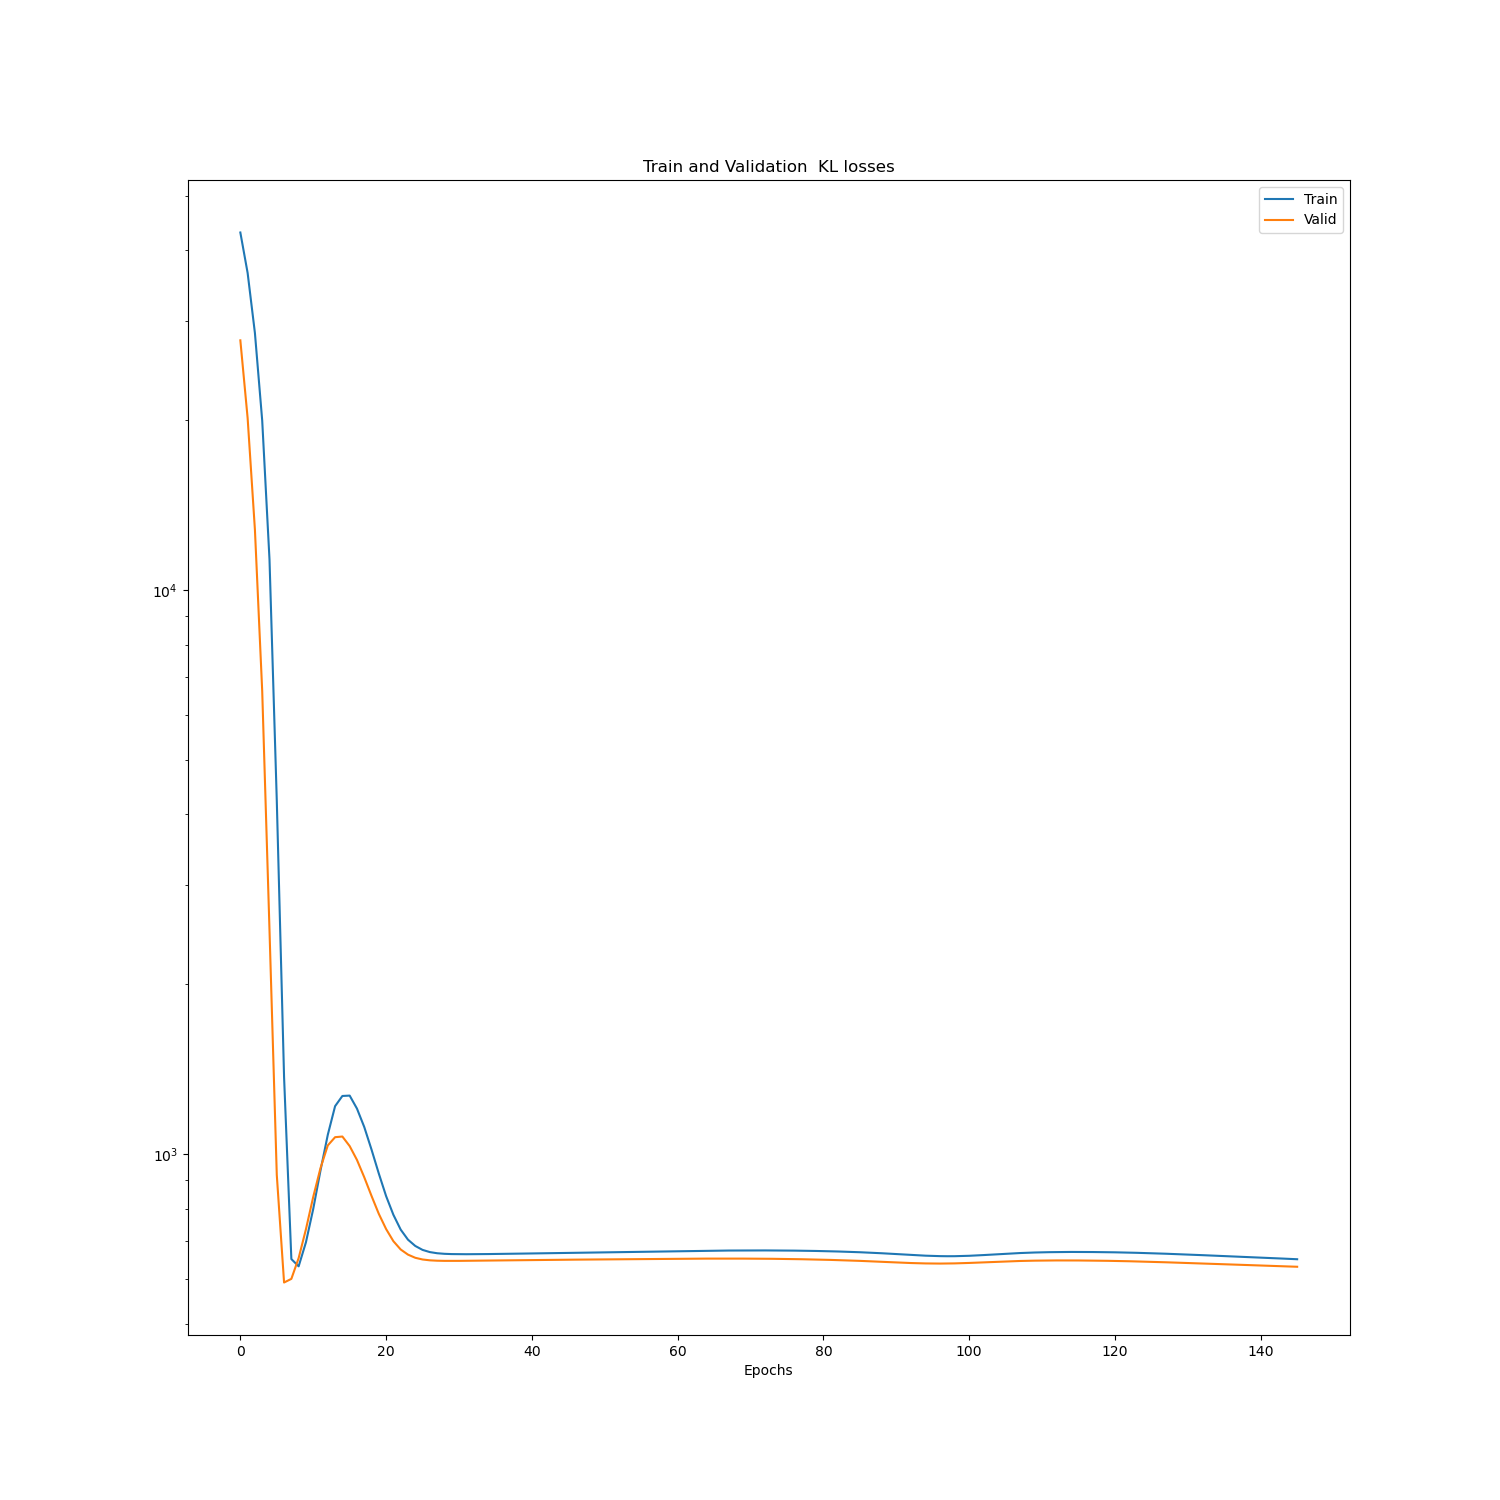 Train and Validation  KL losses
Train
Valid
10⁴
10³
0 20 40 60 80 100 120 140
Epochs